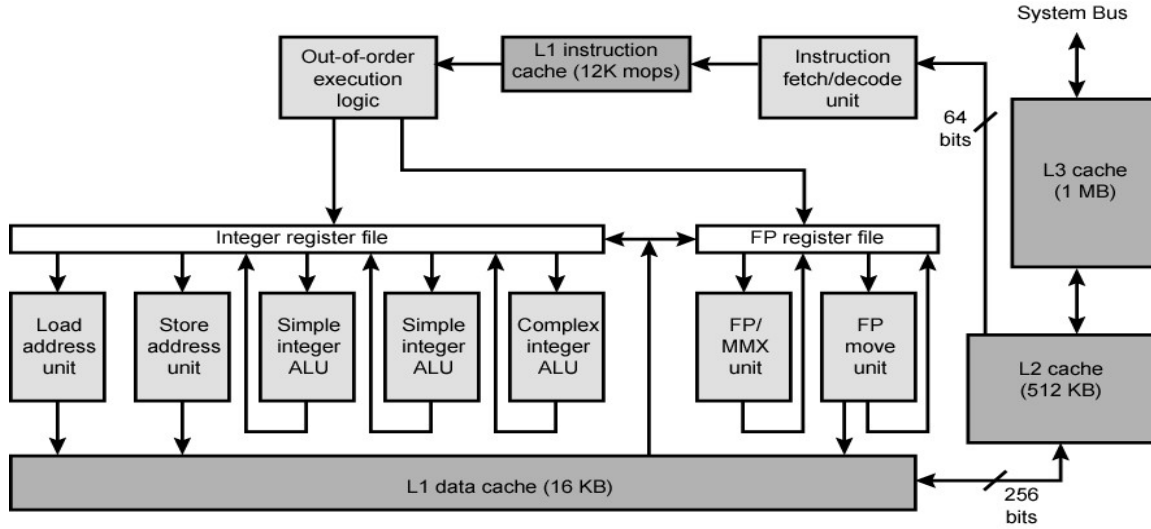 System Bus
Out-of-order
execution
logic
L1 instruction
cache (12K mops)
Instruction
fetch/decode
unit
64
bits
L3 cache
(1 MB)
Integer register file
FP register file
Load
address
unit
Store
address
unit
Simple
integer
ALU
Simple
integer
ALU
Complex
integer
ALU
FP/
MMX
unit
FP
move
unit
L2 cache
(512 KB)
L1 data cache (16 KB)
256
bits